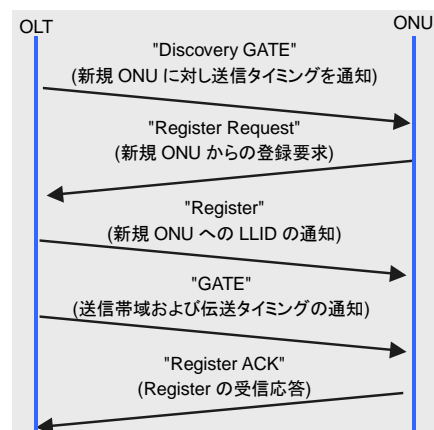 OLT
ONU
"Discovery GATE"
(新規 ONU に対し送信タイミングを通知)
"Register Request"
(新規 ONU からの登録要求)
"Register"
(新規 ONU への LLID の通知)
"GATE"
(送信帯域および伝送タイミングの通知)
"Register ACK"
(Register の受信応答)